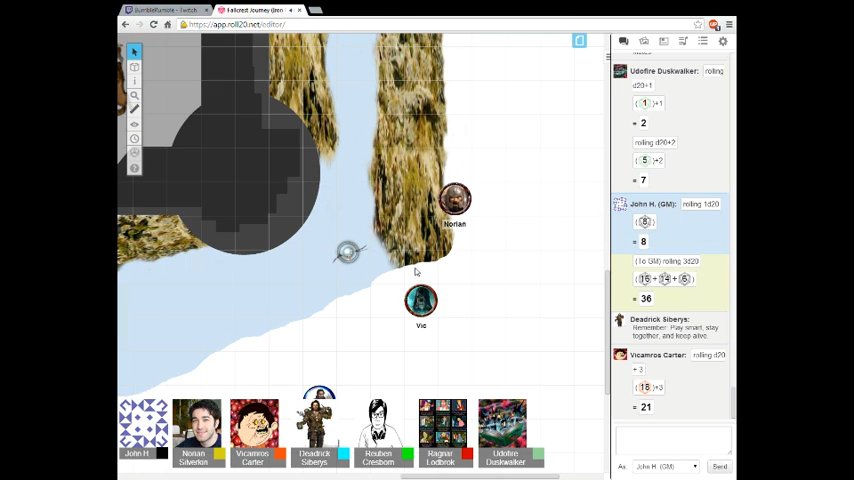 BumbleRumble - Twitch
Fallcrest Journey (Iron
https://app.roll20.net/editor/
Udofire Duskwalker: rolling
d20+1
(1)+1
= 2
rolling d20+2
(5)+2
= 7
John H. (GM): rolling 1d20
(8)
= 8
(To GM) rolling 3d20
(16+14+6)
= 36
Deadrick Siberys:
Remember: Play smart, stay
together, and keep alive.
Vicamros Carter: rolling d20
+ 3
(18)+3
= 21
Norian
Vic
John H
Norian
Silverkin
Vicamros
Carter
Deadrick
Siberys
Reuben
Cresborn
Ragnar
Lodbrok
Udofire
Duskwalker
As: John H. (GM) Send